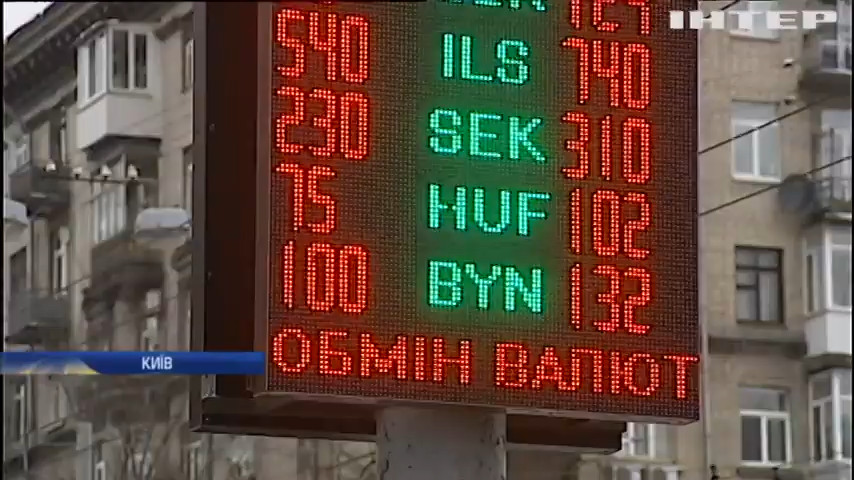 ІНТЕР
540 ILS 740
230 SEK 310
75 HUF 102
100 BYN 132
ОБМІН ВАЛЮТ
КИЇВ